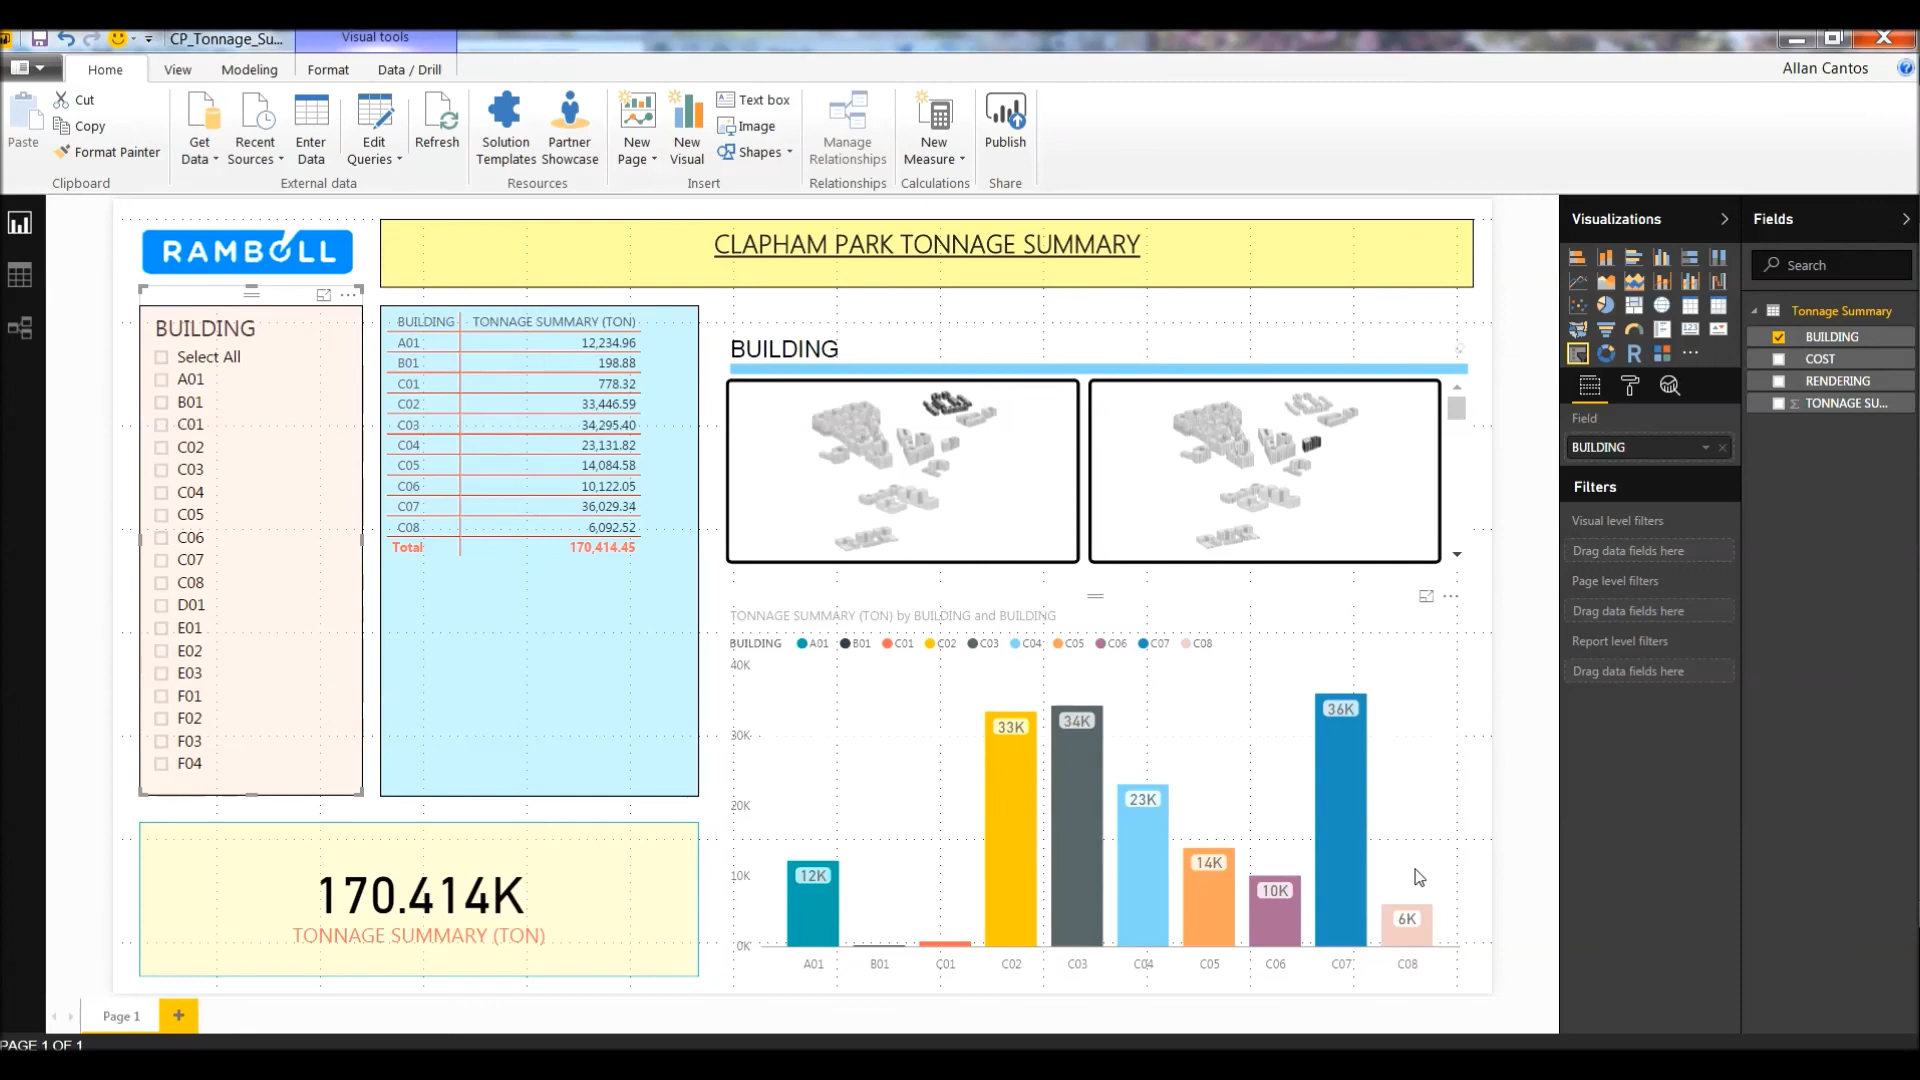 CP_Tonnage_Su...
Visual tools
Home
View
Modeling
Format
Data / Drill
Allan Cantos
Paste
Cut
Copy
Format Painter
Clipboard
Get Data
Recent Sources
Enter Data
Edit Queries
Refresh
External data
Solution Templates
Partner Showcase
Resources
New Page
New Visual
Text box
Image
Shapes
Insert
Manage Relationships
Relationships
New Measure
Calculations
Publish
Share
RAMBOLL
CLAPHAM PARK TONNAGE SUMMARY
BUILDING
Select All
A01
B01
C01
C02
C03
C04
C05
C06
C07
C08
D01
E01
E02
E03
F01
F02
F03
F04
BUILDING TONNAGE SUMMARY (TON)
A01 12,234.96
B01 198.88
C01 778.32
C02 33,446.59
C03 34,295.40
C04 23,131.82
C05 14,084.58
C06 10,122.05
C07 36,029.34
C08 6,092.52
Total 170,414.45
170.414K
TONNAGE SUMMARY (TON)
BUILDING
TONNAGE SUMMARY (TON) by BUILDING and BUILDING
BUILDING A01 B01 C01 C02 C03 C04 C05 C06 C07 C08
40K
30K
20K
10K
0K
12K
33K
34K
23K
14K
10K
36K
6K
A01 B01 C01 C02 C03 C04 C05 C06 C07 C08
Visualizations
Field
BUILDING
Filters
Visual level filters
Drag data fields here
Page level filters
Drag data fields here
Report level filters
Drag data fields here
Fields
Search
Tonnage Summary
BUILDING
COST
RENDERING
Σ TONNAGE SU...
Page 1
PAGE 1 OF 1